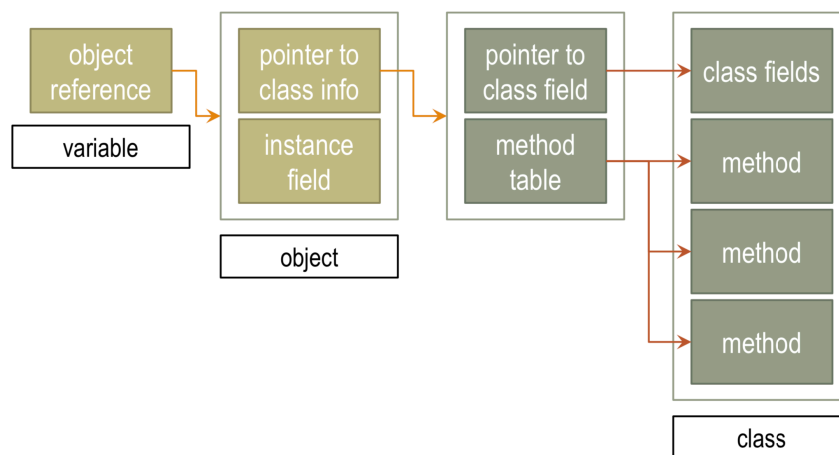 object
reference
variable
pointer to
class info
instance
field
object
pointer to
class field
method
table
class fields
method
method
method
class